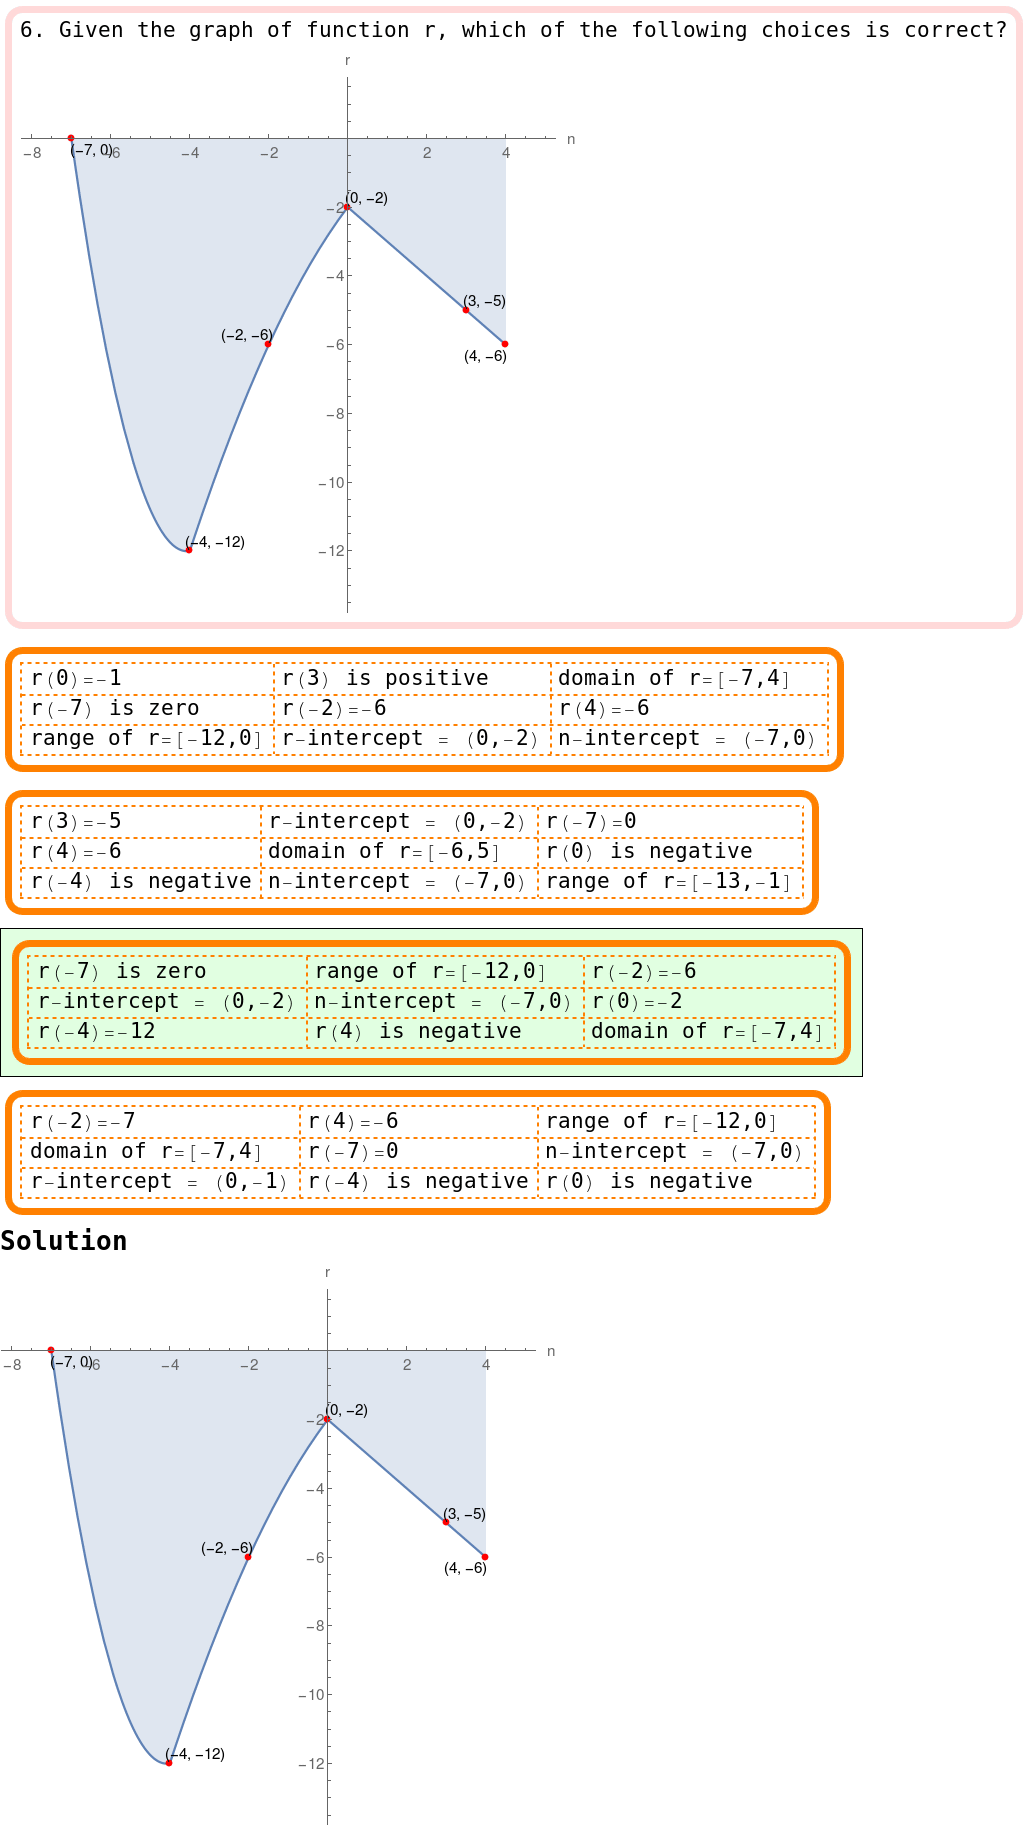 6. Given the graph of function r, which of the following choices is correct?
r
n
−8 −6 −4 −2 2 4
(−7, 0)
(0, −2)
−2
−4
(3, −5)
(−2, −6)
−6
(4, −6)
−8
−10
(−4, −12)
−12
r(0)=-1 r(3) is positive domain of r=[-7,4]
r(-7) is zero r(-2)=-6 r(4)=-6
range of r=[-12,0] r-intercept = (0,-2) n-intercept = (-7,0)
r(3)=-5 r-intercept = (0,-2) r(-7)=0
r(4)=-6 domain of r=[-6,5] r(0) is negative
r(-4) is negative n-intercept = (-7,0) range of r=[-13,-1]
r(-7) is zero range of r=[-12,0] r(-2)=-6
r-intercept = (0,-2) n-intercept = (-7,0) r(0)=-2
r(-4)=-12 r(4) is negative domain of r=[-7,4]
r(-2)=-7 r(4)=-6 range of r=[-12,0]
domain of r=[-7,4] r(-7)=0 n-intercept = (-7,0)
r-intercept = (0,-1) r(-4) is negative r(0) is negative
Solution
r
n
−8 −6 −4 −2 2 4
(−7, 0)
(0, −2)
−2
−4
(3, −5)
(−2, −6)
−6
(4, −6)
−8
−10
(−4, −12)
−12